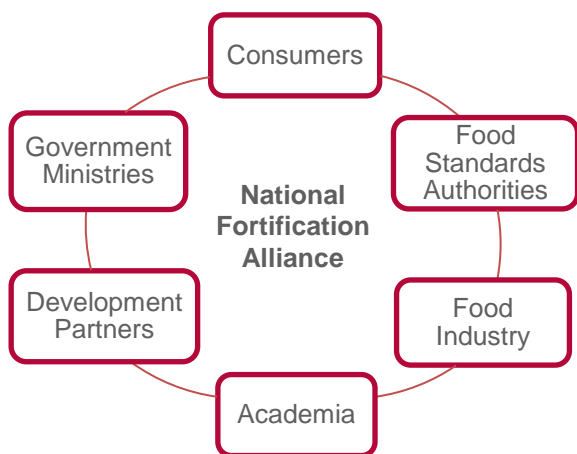 Consumers
Government
Ministries
Food
Standards
Authorities
National
Fortification
Alliance
Development
Partners
Food
Industry
Academia